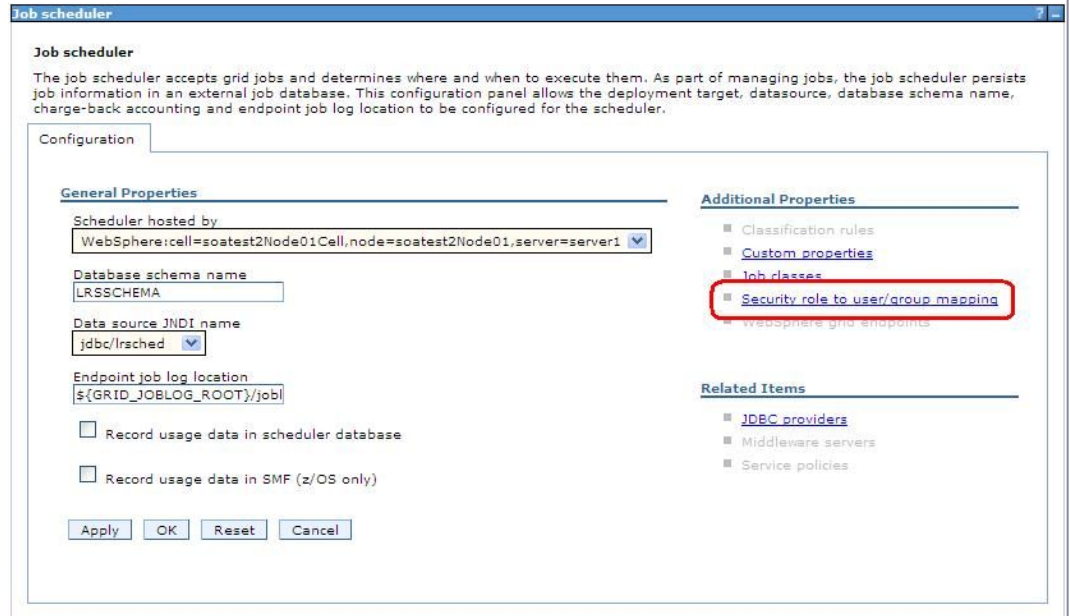 Job scheduler
? -
Job scheduler
The job scheduler accepts grid jobs and determines where and when to execute them. As part of managing jobs, the job scheduler persists
job information in an external job database. This configuration panel allows the deployment target, datasource, database schema name,
charge-back accounting and endpoint job log location to be configured for the scheduler.
Configuration
General Properties
Scheduler hosted by
WebSphere:cell=soatest2Node01Cell,node=soatest2Node01,server=server1
Database schema name
LRSSCHEMA
Data source JNDI name
jdbc/lrsched
Endpoint job log location
${GRID_JOBLOG_ROOT}/jobl
Record usage data in scheduler database
Record usage data in SMF (z/OS only)
Apply OK Reset Cancel
Additional Properties
Classification rules
Custom properties
Job classes
Security role to user/group mapping
WebSphere grid endpoints
Related Items
JDBC providers
Middleware servers
Service policies